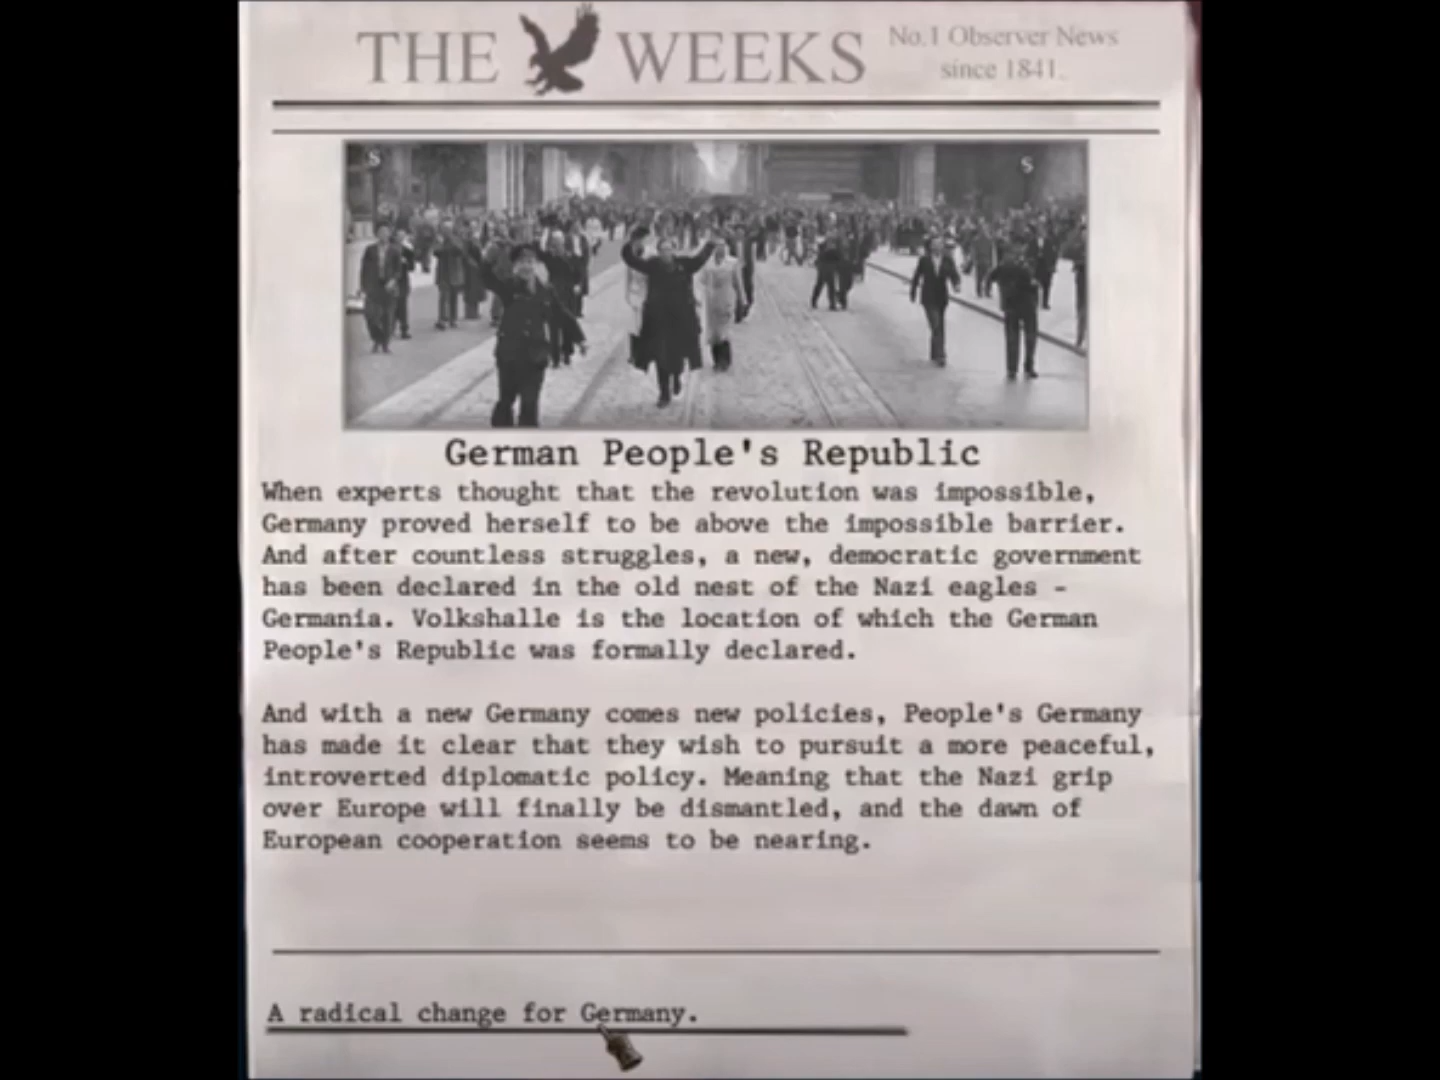 THE WEEKS
No.1 Observer News
since 1841.
S S
German People's Republic
When experts thought that the revolution was impossible,
Germany proved herself to be above the impossible barrier.
And after countless struggles, a new, democratic government
has been declared in the old nest of the Nazi eagles -
Germania. Volkshalle is the location of which the German
People's Republic was formally declared.
And with a new Germany comes new policies, People's Germany
has made it clear that they wish to pursuit a more peaceful,
introverted diplomatic policy. Meaning that the Nazi grip
over Europe will finally be dismantled, and the dawn of
European cooperation seems to be nearing.
A radical change for Germany.